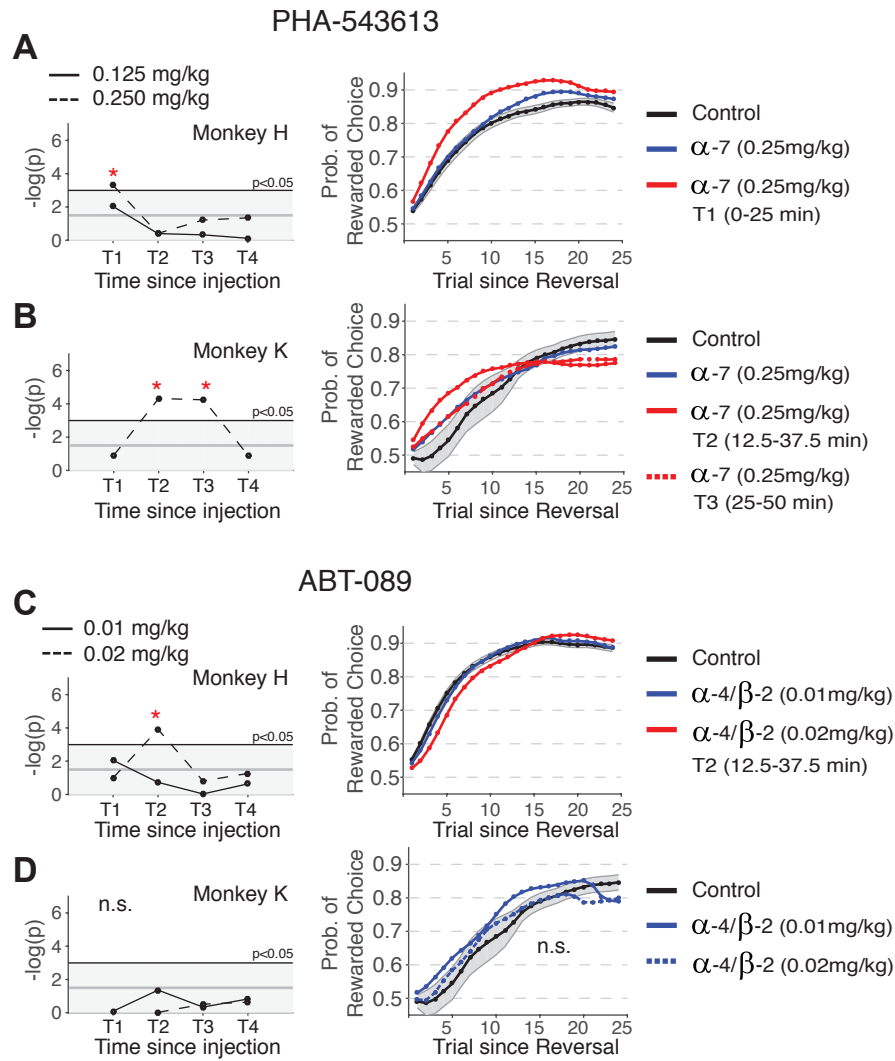 PHA-543613
A
0.125 mg/kg
0.250 mg/kg
Monkey H
*
p<0.05
-log(p)
6
4
2
0
T1 T2 T3 T4
Time since injection
Prob. of
Rewarded Choice
0.9
0.8
0.7
0.6
0.5
5 10 15 20 25
Trial since Reversal
Control
α-7 (0.25mg/kg)
α-7 (0.25mg/kg)
T1 (0-25 min)
B
Monkey K
* *
p<0.05
-log(p)
6
4
2
0
T1 T2 T3 T4
Time since injection
Prob. of
Rewarded Choice
0.9
0.8
0.7
0.6
0.5
5 10 15 20 25
Trial since Reversal
Control
α-7 (0.25mg/kg)
α-7 (0.25mg/kg)
T2 (12.5-37.5 min)
α-7 (0.25mg/kg)
T3 (25-50 min)
ABT-089
C
0.01 mg/kg
0.02 mg/kg
Monkey H
*
p<0.05
-log(p)
6
4
2
0
T1 T2 T3 T4
Time since injection
Prob. of
Rewarded Choice
0.9
0.8
0.7
0.6
0.5
5 10 15 20 25
Trial since Reversal
Control
α-4/β-2 (0.01mg/kg)
α-4/β-2 (0.02mg/kg)
T2 (12.5-37.5 min)
D
Monkey K
n.s.
p<0.05
-log(p)
6
4
2
0
T1 T2 T3 T4
Time since injection
Prob. of
Rewarded Choice
0.9
0.8
0.7
0.6
0.5
n.s.
5 10 15 20 25
Trial since Reversal
Control
α-4/β-2 (0.01mg/kg)
α-4/β-2 (0.02mg/kg)